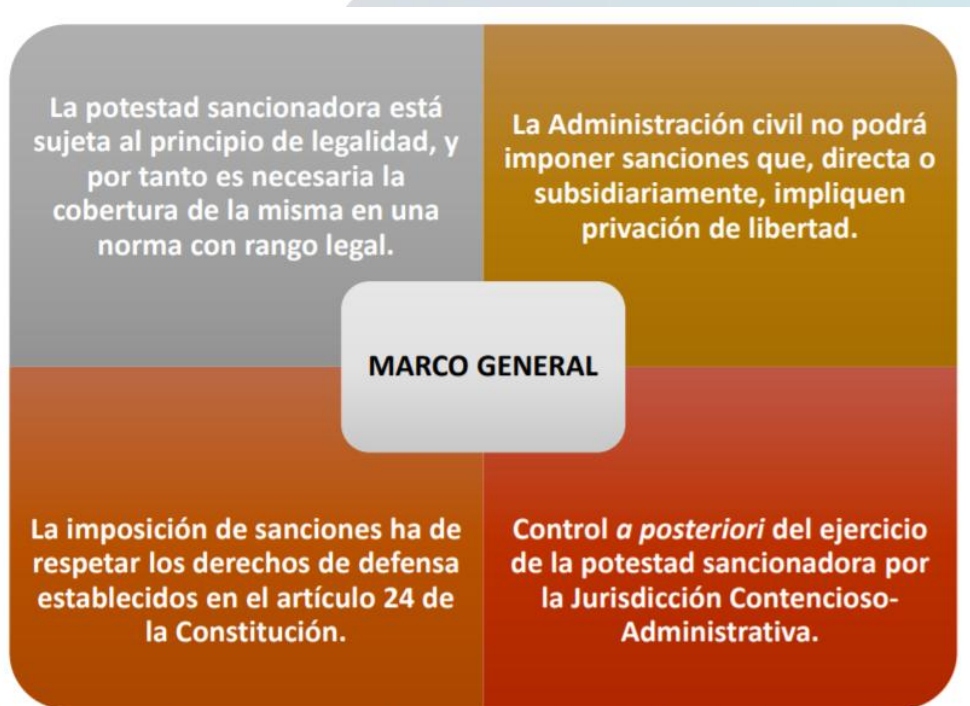 La potestad sancionadora está
sujeta al principio de legalidad, y
por tanto es necesaria la
cobertura de la misma en una
norma con rango legal.
La Administración civil no podrá
imponer sanciones que, directa o
subsidiariamente, impliquen
privación de libertad.
MARCO GENERAL
La imposición de sanciones ha de
respetar los derechos de defensa
establecidos en el artículo 24 de
la Constitución.
Control a posteriori del ejercicio
de la potestad sancionadora por
la Jurisdicción Contencioso-
Administrativa.